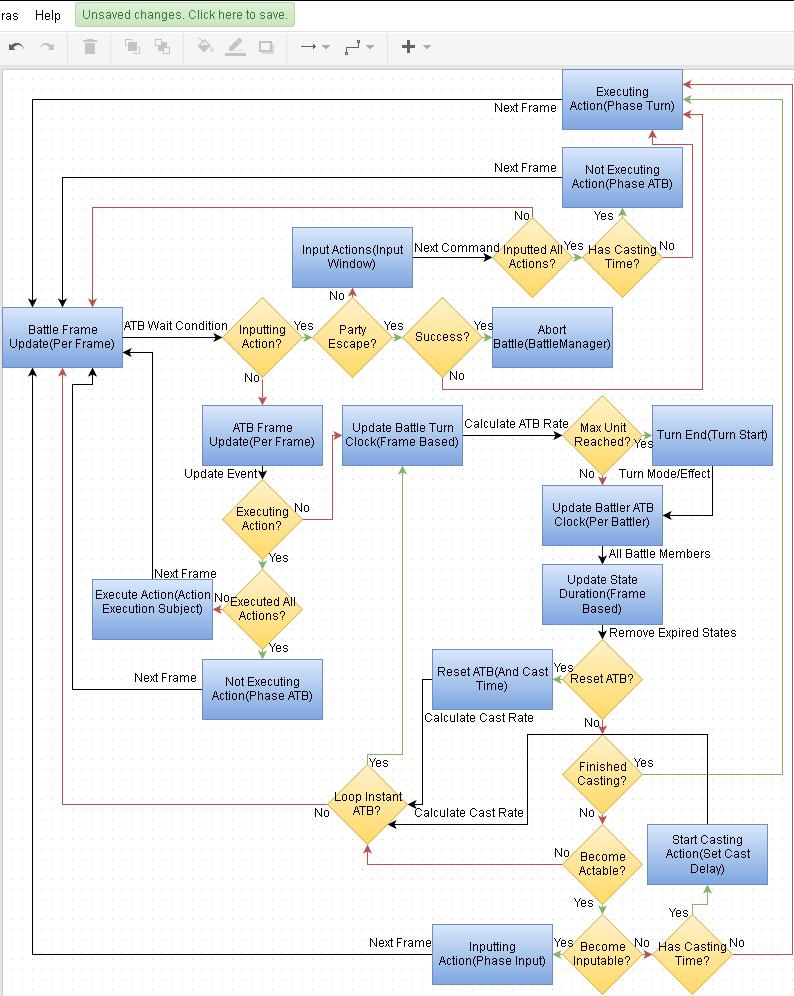 ras Help Unsaved changes. Click here to save.
Executing
Action(Phase Turn)
Next Frame
Next Frame
Not Executing
Action(Phase ATB)
No
Yes
Input Actions(Input
Window)
Next Command
Inputted All
Actions?
Yes
Has Casting
Time?
No
No
Battle Frame
Update(Per Frame)
ATB Wait Condition
Inputting
Action?
Yes
Party
Escape?
Yes
Success?
Yes
Abort
Battle(BattleManager)
No
No
ATB Frame
Update(Per Frame)
Update Battle Turn
Clock(Frame Based)
Calculate ATB Rate
Max Unit
Reached?
Yes
Turn End(Turn Start)
Update Event
No
Turn Mode/Effect
Executing
Action?
No
Update Battler ATB
Clock(Per Battler)
Yes
All Battle Members
Next Frame
Execute Action(Action
Execution Subject)
No
Executed All
Actions?
Update State
Duration(Frame
Based)
Yes
Remove Expired States
Next Frame
Not Executing
Action(Phase ATB)
Reset ATB(And Cast
Time)
Yes
Reset ATB?
Calculate Cast Rate
No
Yes
Finished
Casting?
Yes
Loop Instant
ATB?
No
Calculate Cast Rate
No
No
Become
Actable?
Start Casting
Action(Set Cast
Delay)
Yes
Yes
Next Frame
Inputting
Action(Phase Input)
Yes
Become
Inputable?
No
Has Casting
Time?
No